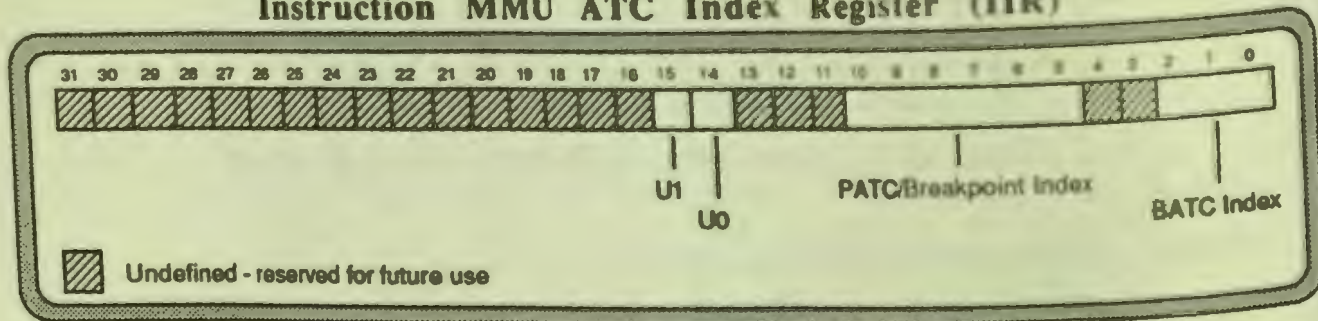 Instruction MMU ATC Index Register (IIR)
31 30 29 28 27 26 25 24 23 22 21 20 19 18 17 16 15 14 13 12 11 10 9 8 7 6 5 4 3 2 1 0
U1
U0
PATC/Breakpoint Index
BATC Index
Undefined - reserved for future use